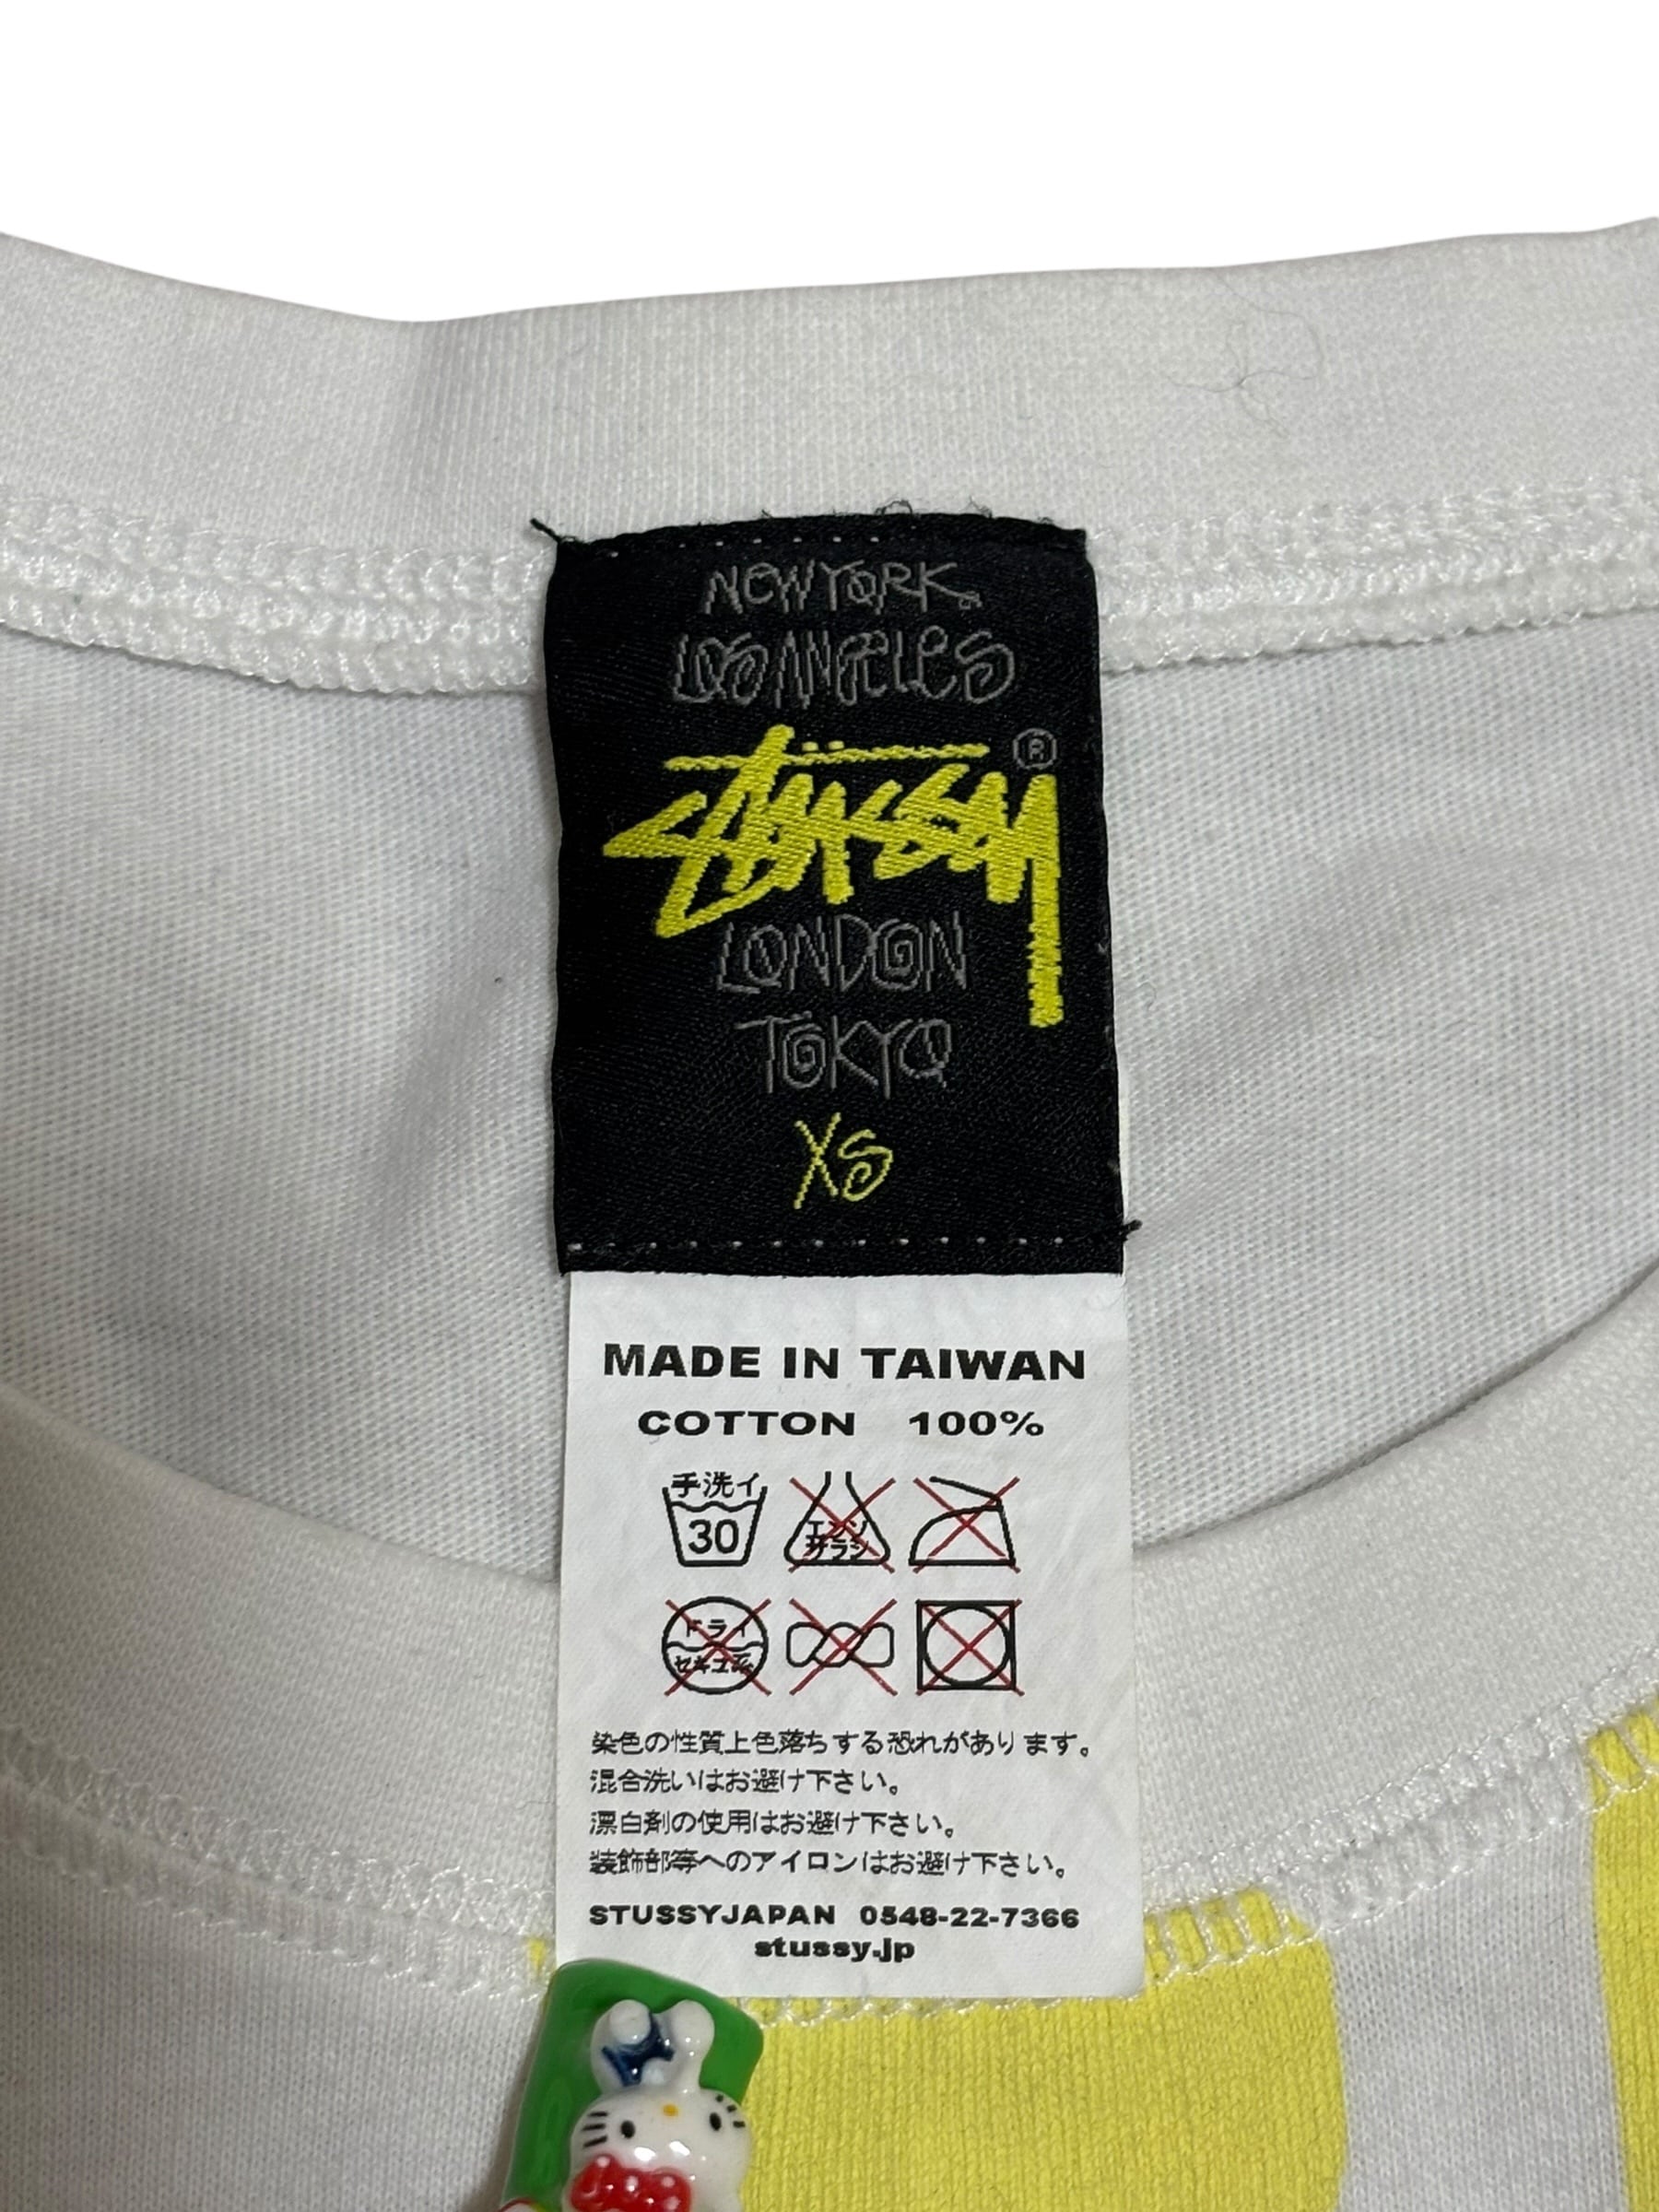 NEW YORK.
LOS ANGELES
STÜSSY ®
LONDON
TOKYO
XS
MADE IN TAIWAN
COTTON 100%
手洗イ
30
エンソ
サラシ
ドライ
セキユ系
染色の性質上色落ちする恐れがあります。
混合洗いはお避け下さい。
漂白剤の使用はお避け下さい。
装飾部等へのアイロンはお避け下さい。
STUSSYJAPAN 0548-22-7366
stussy.jp